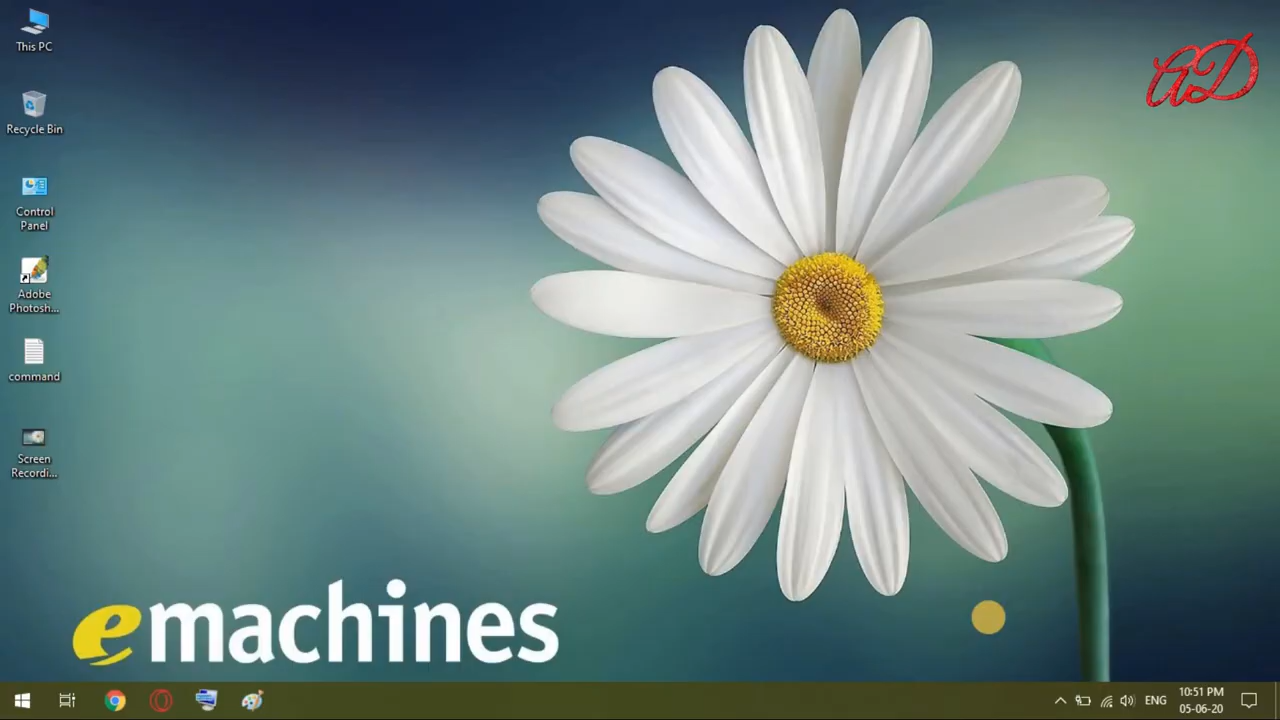 This PC
Recycle Bin
Control
Panel
Adobe
Photosh...
command
Screen
Recordi...
AD
emachines
ENG
10:51 PM
05-06-20